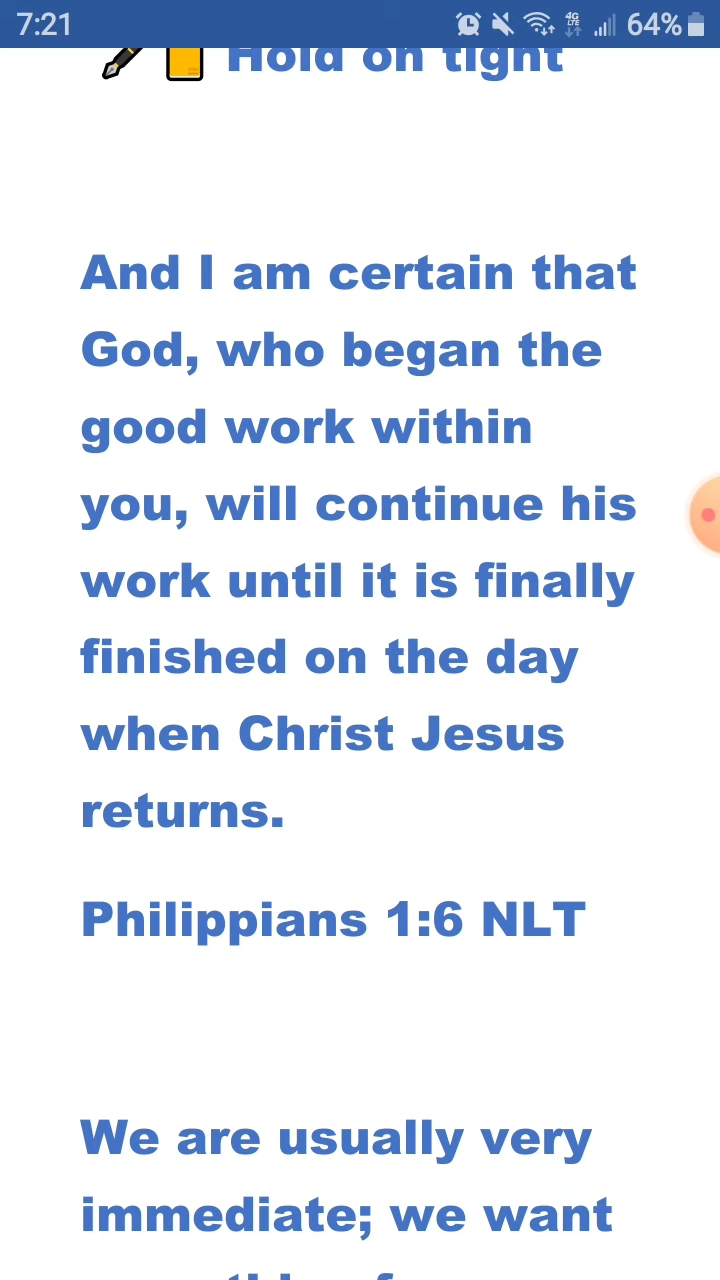 7:21 4G LTE 64%
Hold on tight
And I am certain that
God, who began the
good work within
you, will continue his
work until it is finally
finished on the day
when Christ Jesus
returns.
Philippians 1:6 NLT
We are usually very
immediate; we want